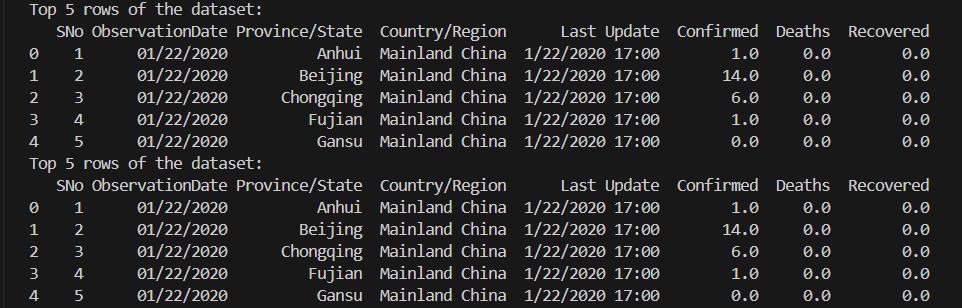 Top 5 rows of the dataset:
   SNo ObservationDate Province/State  Country/Region     Last Update  Confirmed  Deaths  Recovered
0    1      01/22/2020          Anhui  Mainland China  1/22/2020 17:00        1.0     0.0        0.0
1    2      01/22/2020        Beijing  Mainland China  1/22/2020 17:00       14.0     0.0        0.0
2    3      01/22/2020      Chongqing  Mainland China  1/22/2020 17:00        6.0     0.0        0.0
3    4      01/22/2020         Fujian  Mainland China  1/22/2020 17:00        1.0     0.0        0.0
4    5      01/22/2020          Gansu  Mainland China  1/22/2020 17:00        0.0     0.0        0.0
Top 5 rows of the dataset:
   SNo ObservationDate Province/State  Country/Region     Last Update  Confirmed  Deaths  Recovered
0    1      01/22/2020          Anhui  Mainland China  1/22/2020 17:00        1.0     0.0        0.0
1    2      01/22/2020        Beijing  Mainland China  1/22/2020 17:00       14.0     0.0        0.0
2    3      01/22/2020      Chongqing  Mainland China  1/22/2020 17:00        6.0     0.0        0.0
3    4      01/22/2020         Fujian  Mainland China  1/22/2020 17:00        1.0     0.0        0.0
4    5      01/22/2020          Gansu  Mainland China  1/22/2020 17:00        0.0     0.0        0.0